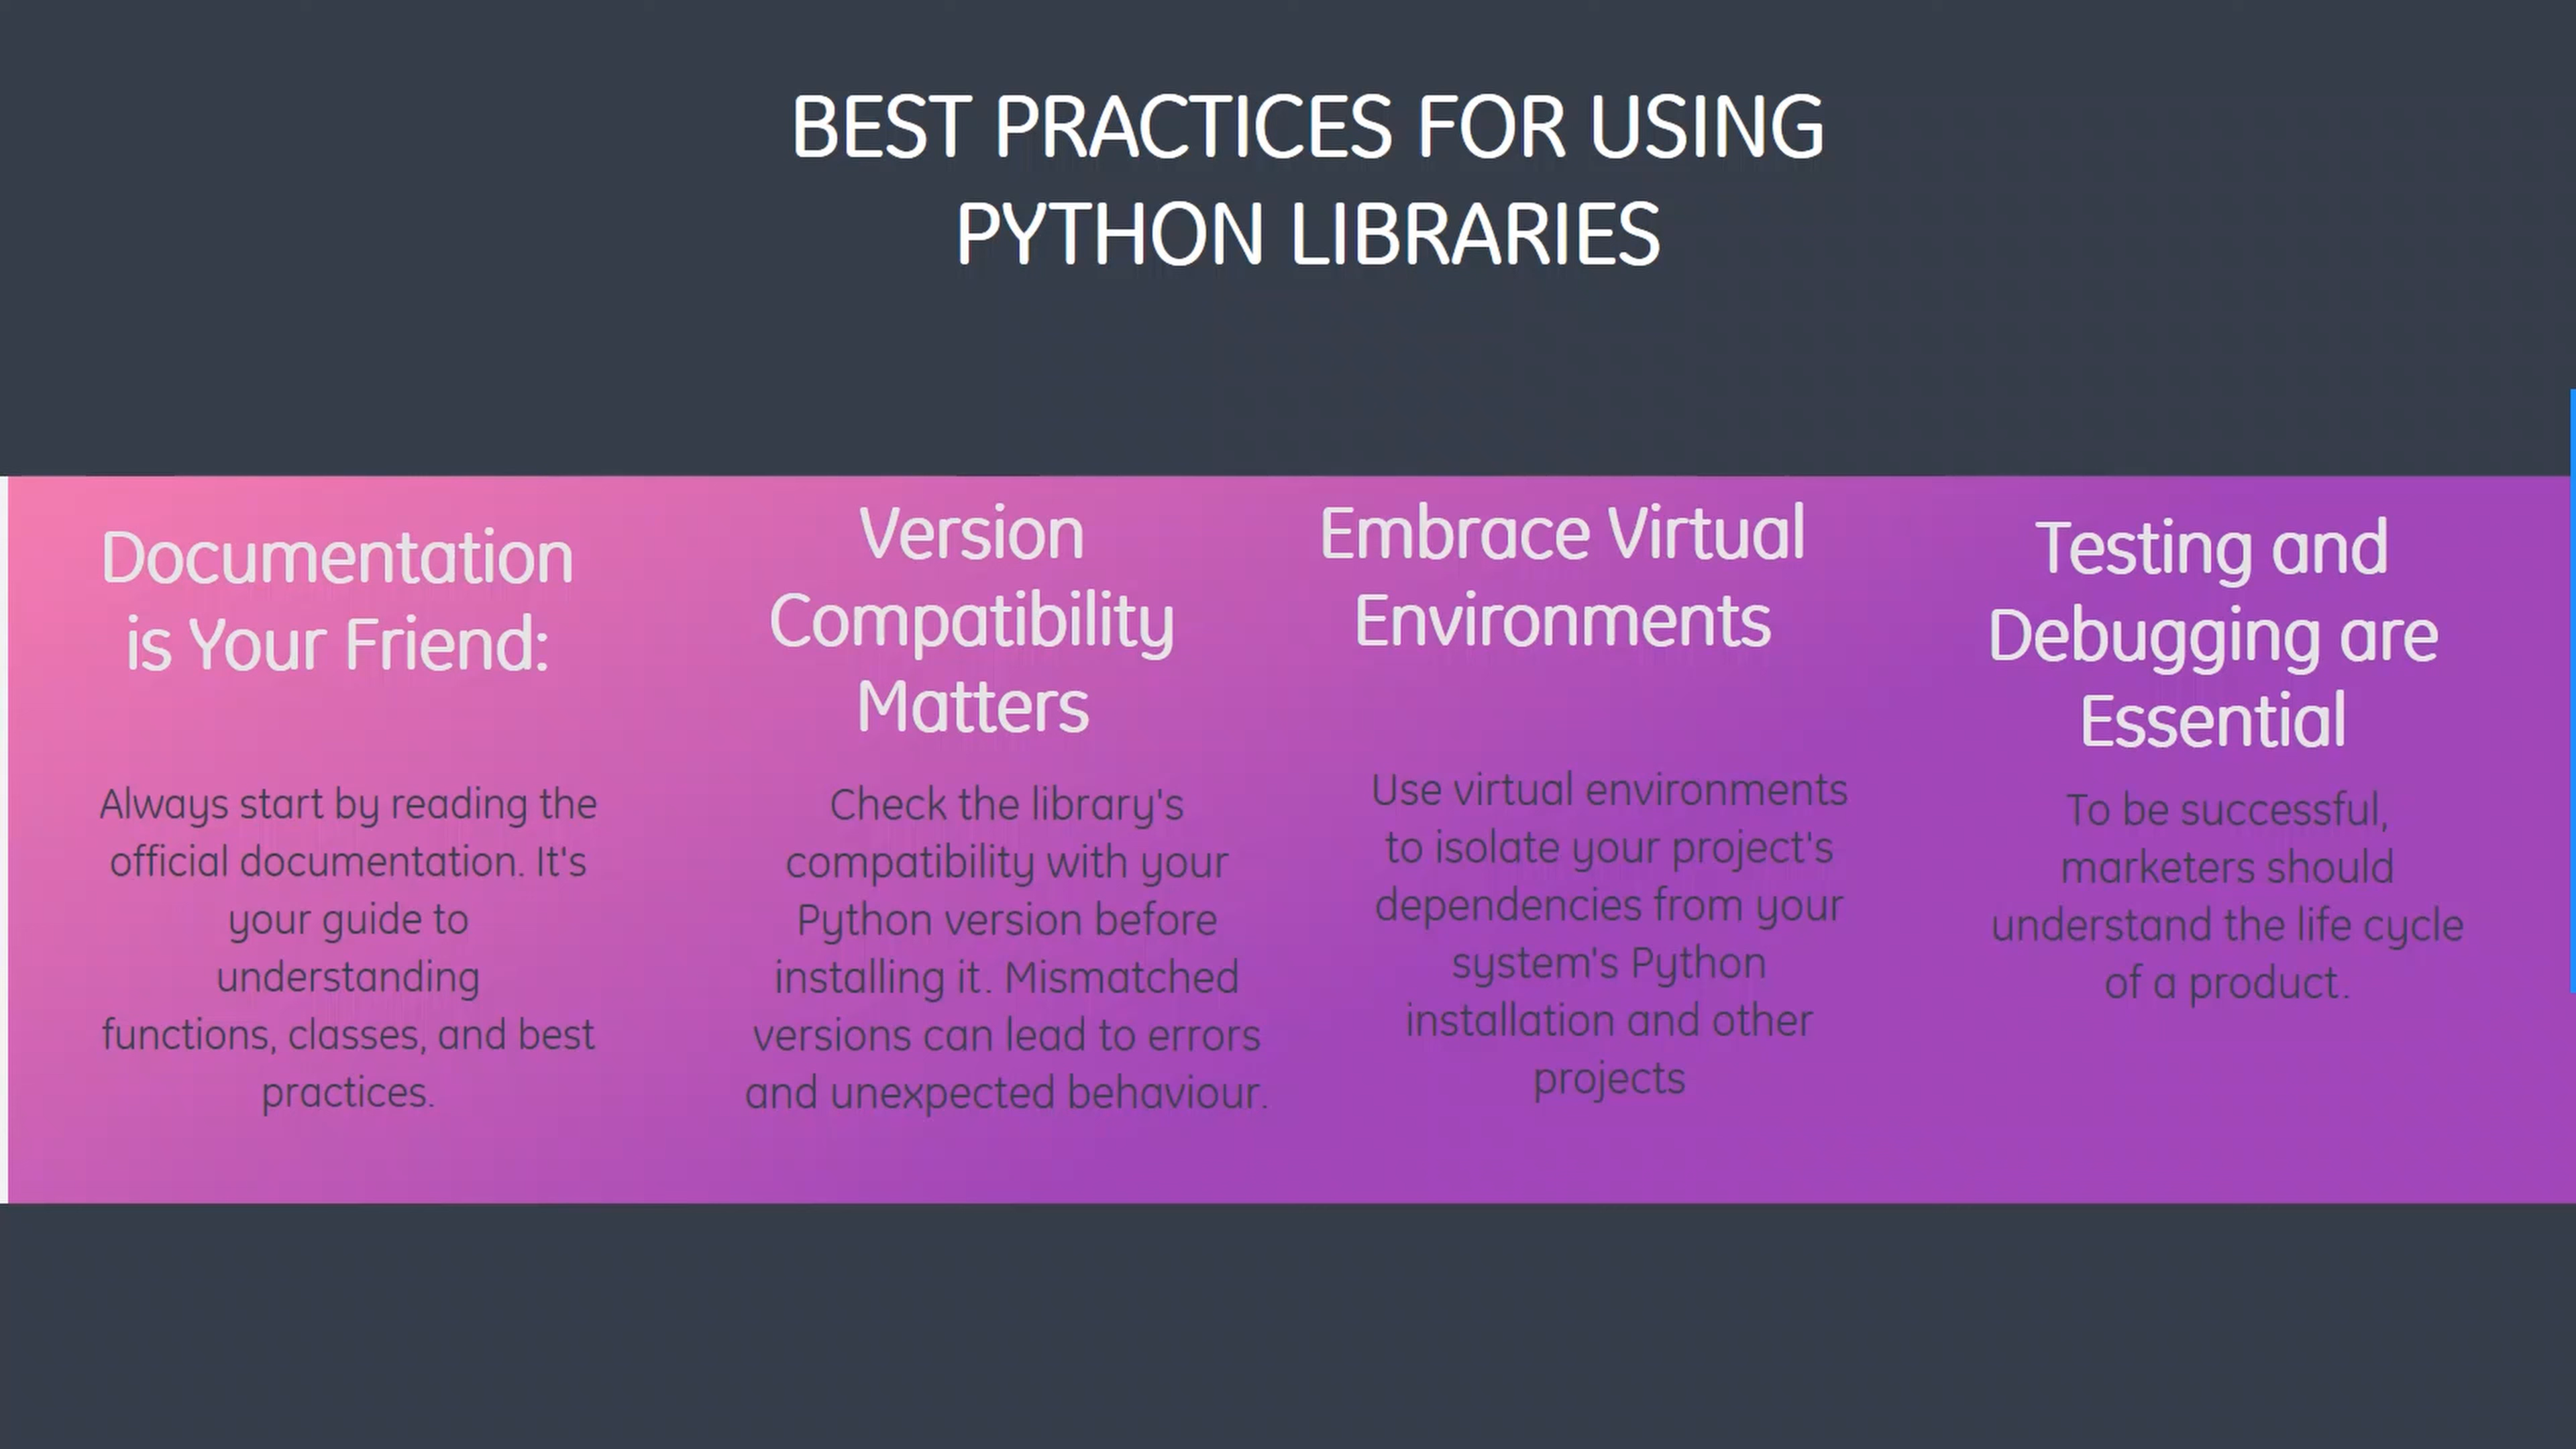 BEST PRACTICES FOR USING
PYTHON LIBRARIES
Documentation
is Your Friend:
Always start by reading the
official documentation. It's
your guide to
understanding
functions, classes, and best
practices.
Version
Compatibility
Matters
Check the library's
compatibility with your
Python version before
installing it. Mismatched
versions can lead to errors
and unexpected behaviour.
Embrace Virtual
Environments
Use virtual environments
to isolate your project's
dependencies from your
system's Python
installation and other
projects
Testing and
Debugging are
Essential
To be successful,
marketers should
understand the life cycle
of a product.